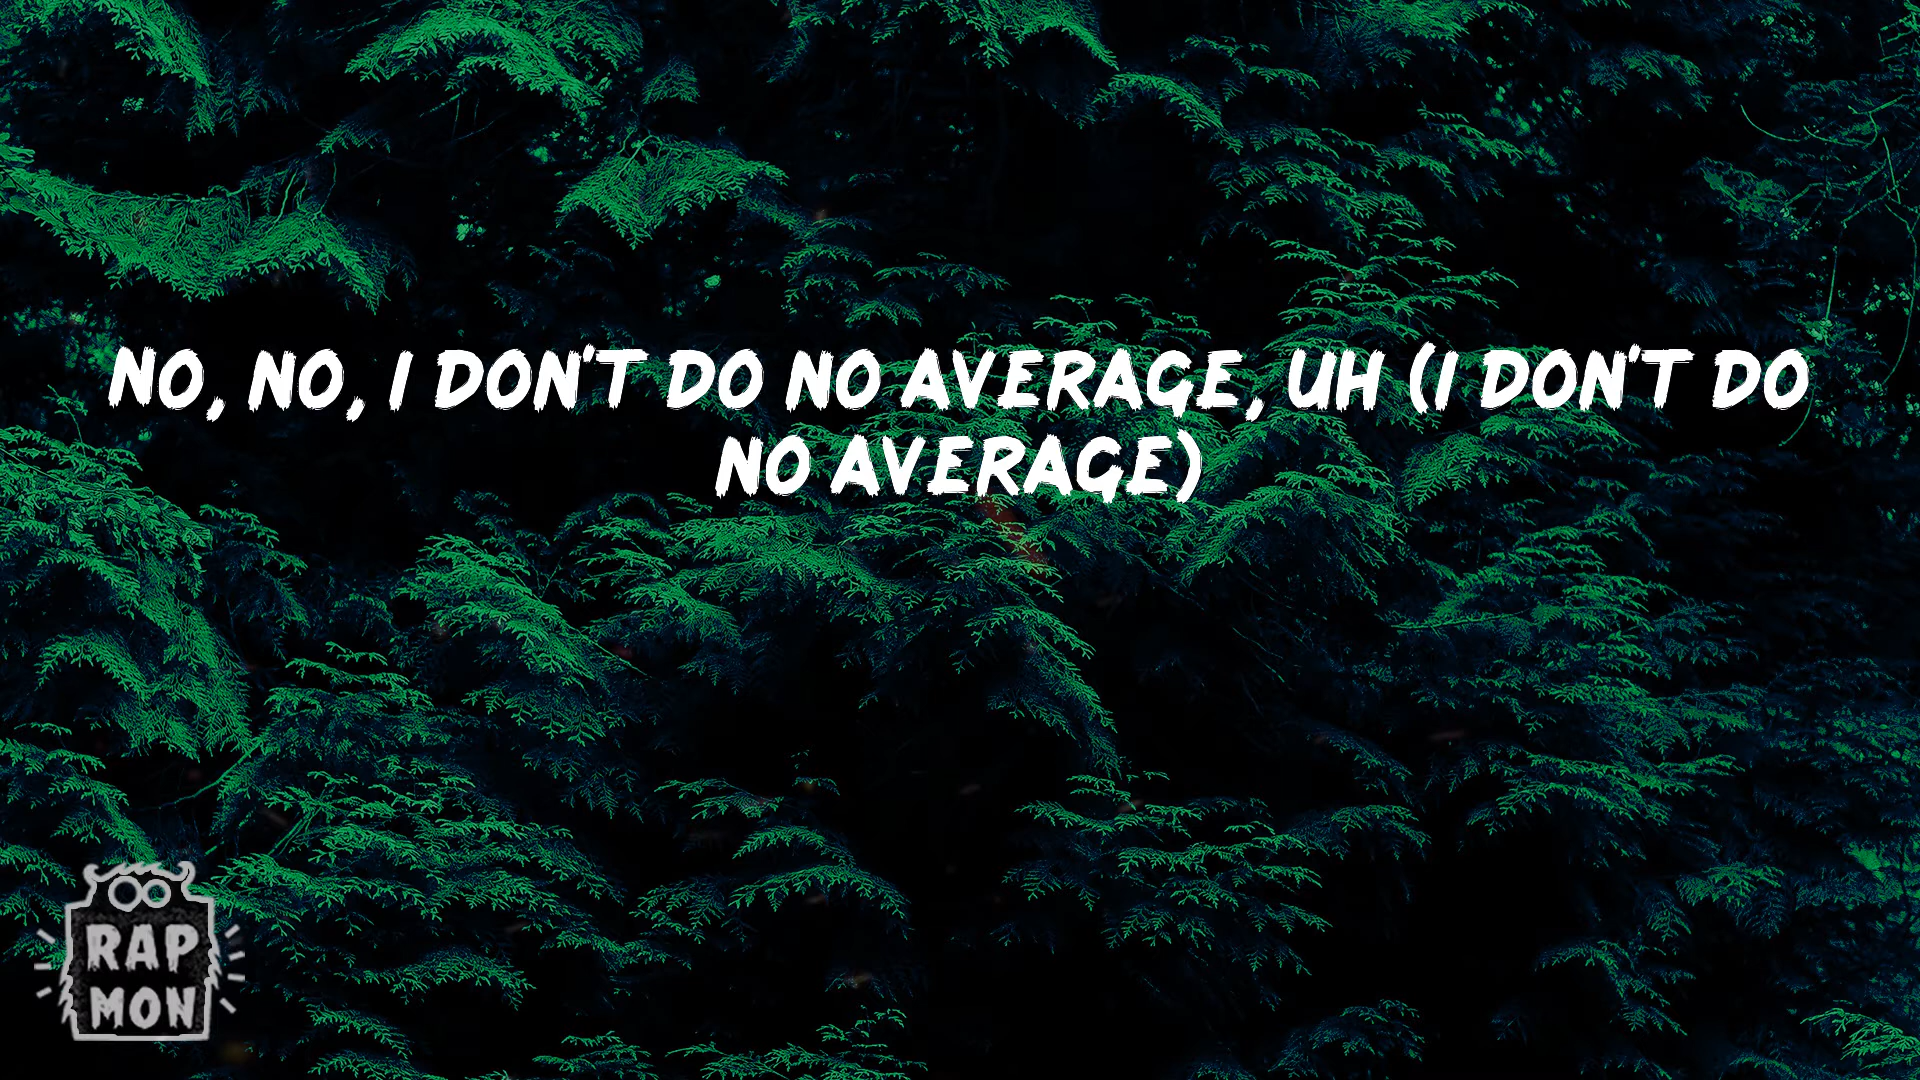 NO, NO, I DON'T DO NO AVERAGE, UH (I DON'T DO
NO AVERAGE)
RAP
MON